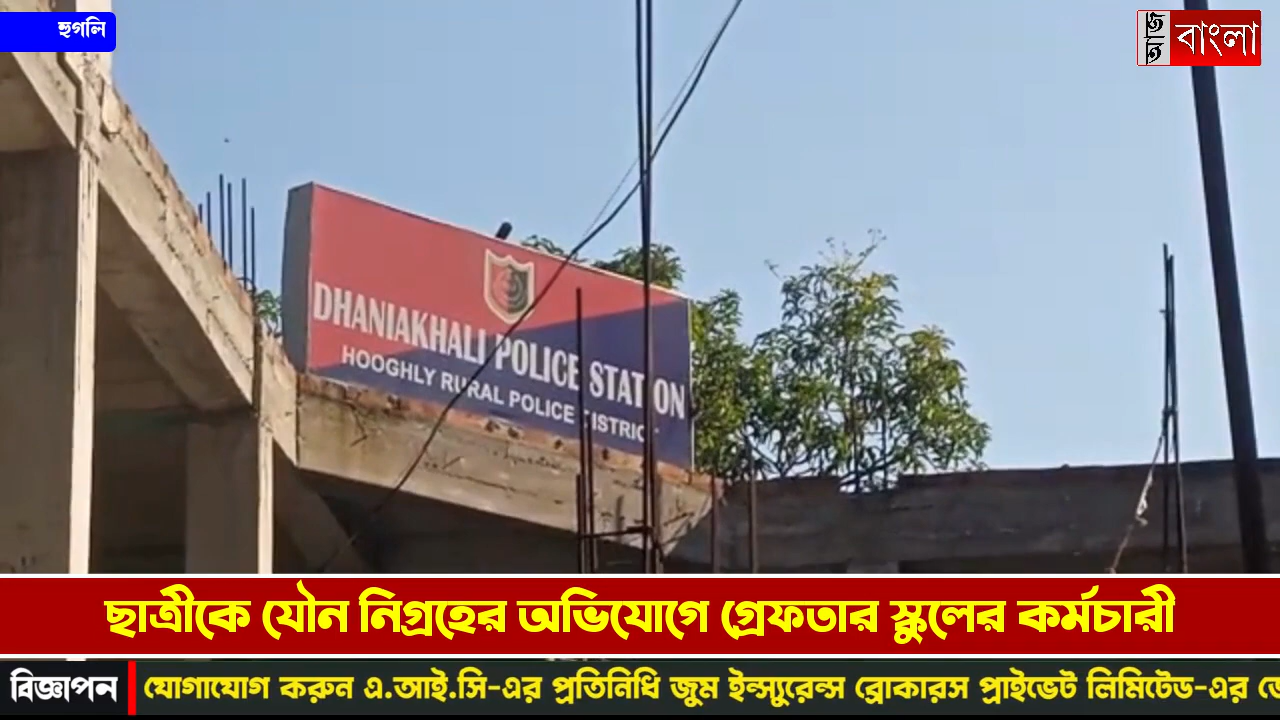 হুগলি
আজ বাংলা
DHANIAKHALI POLICE STATION
HOOGHLY RURAL POLICE DISTRICT
ছাত্রীকে যৌন নিগ্রহের অভিযোগে গ্রেফতার স্কুলের কর্মচারী
বিজ্ঞাপন যোগাযোগ করুন এ.আই.সি-এর প্রতিনিধি জুম ইন্স্যুরেন্স ব্রোকারস প্রাইভেট লিমিটেড-এর